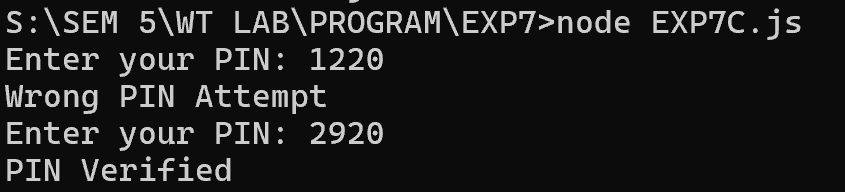 S:\SEM 5\WT LAB\PROGRAM\EXP7>node EXP7C.js
Enter your PIN: 1220
Wrong PIN Attempt
Enter your PIN: 2920
PIN Verified